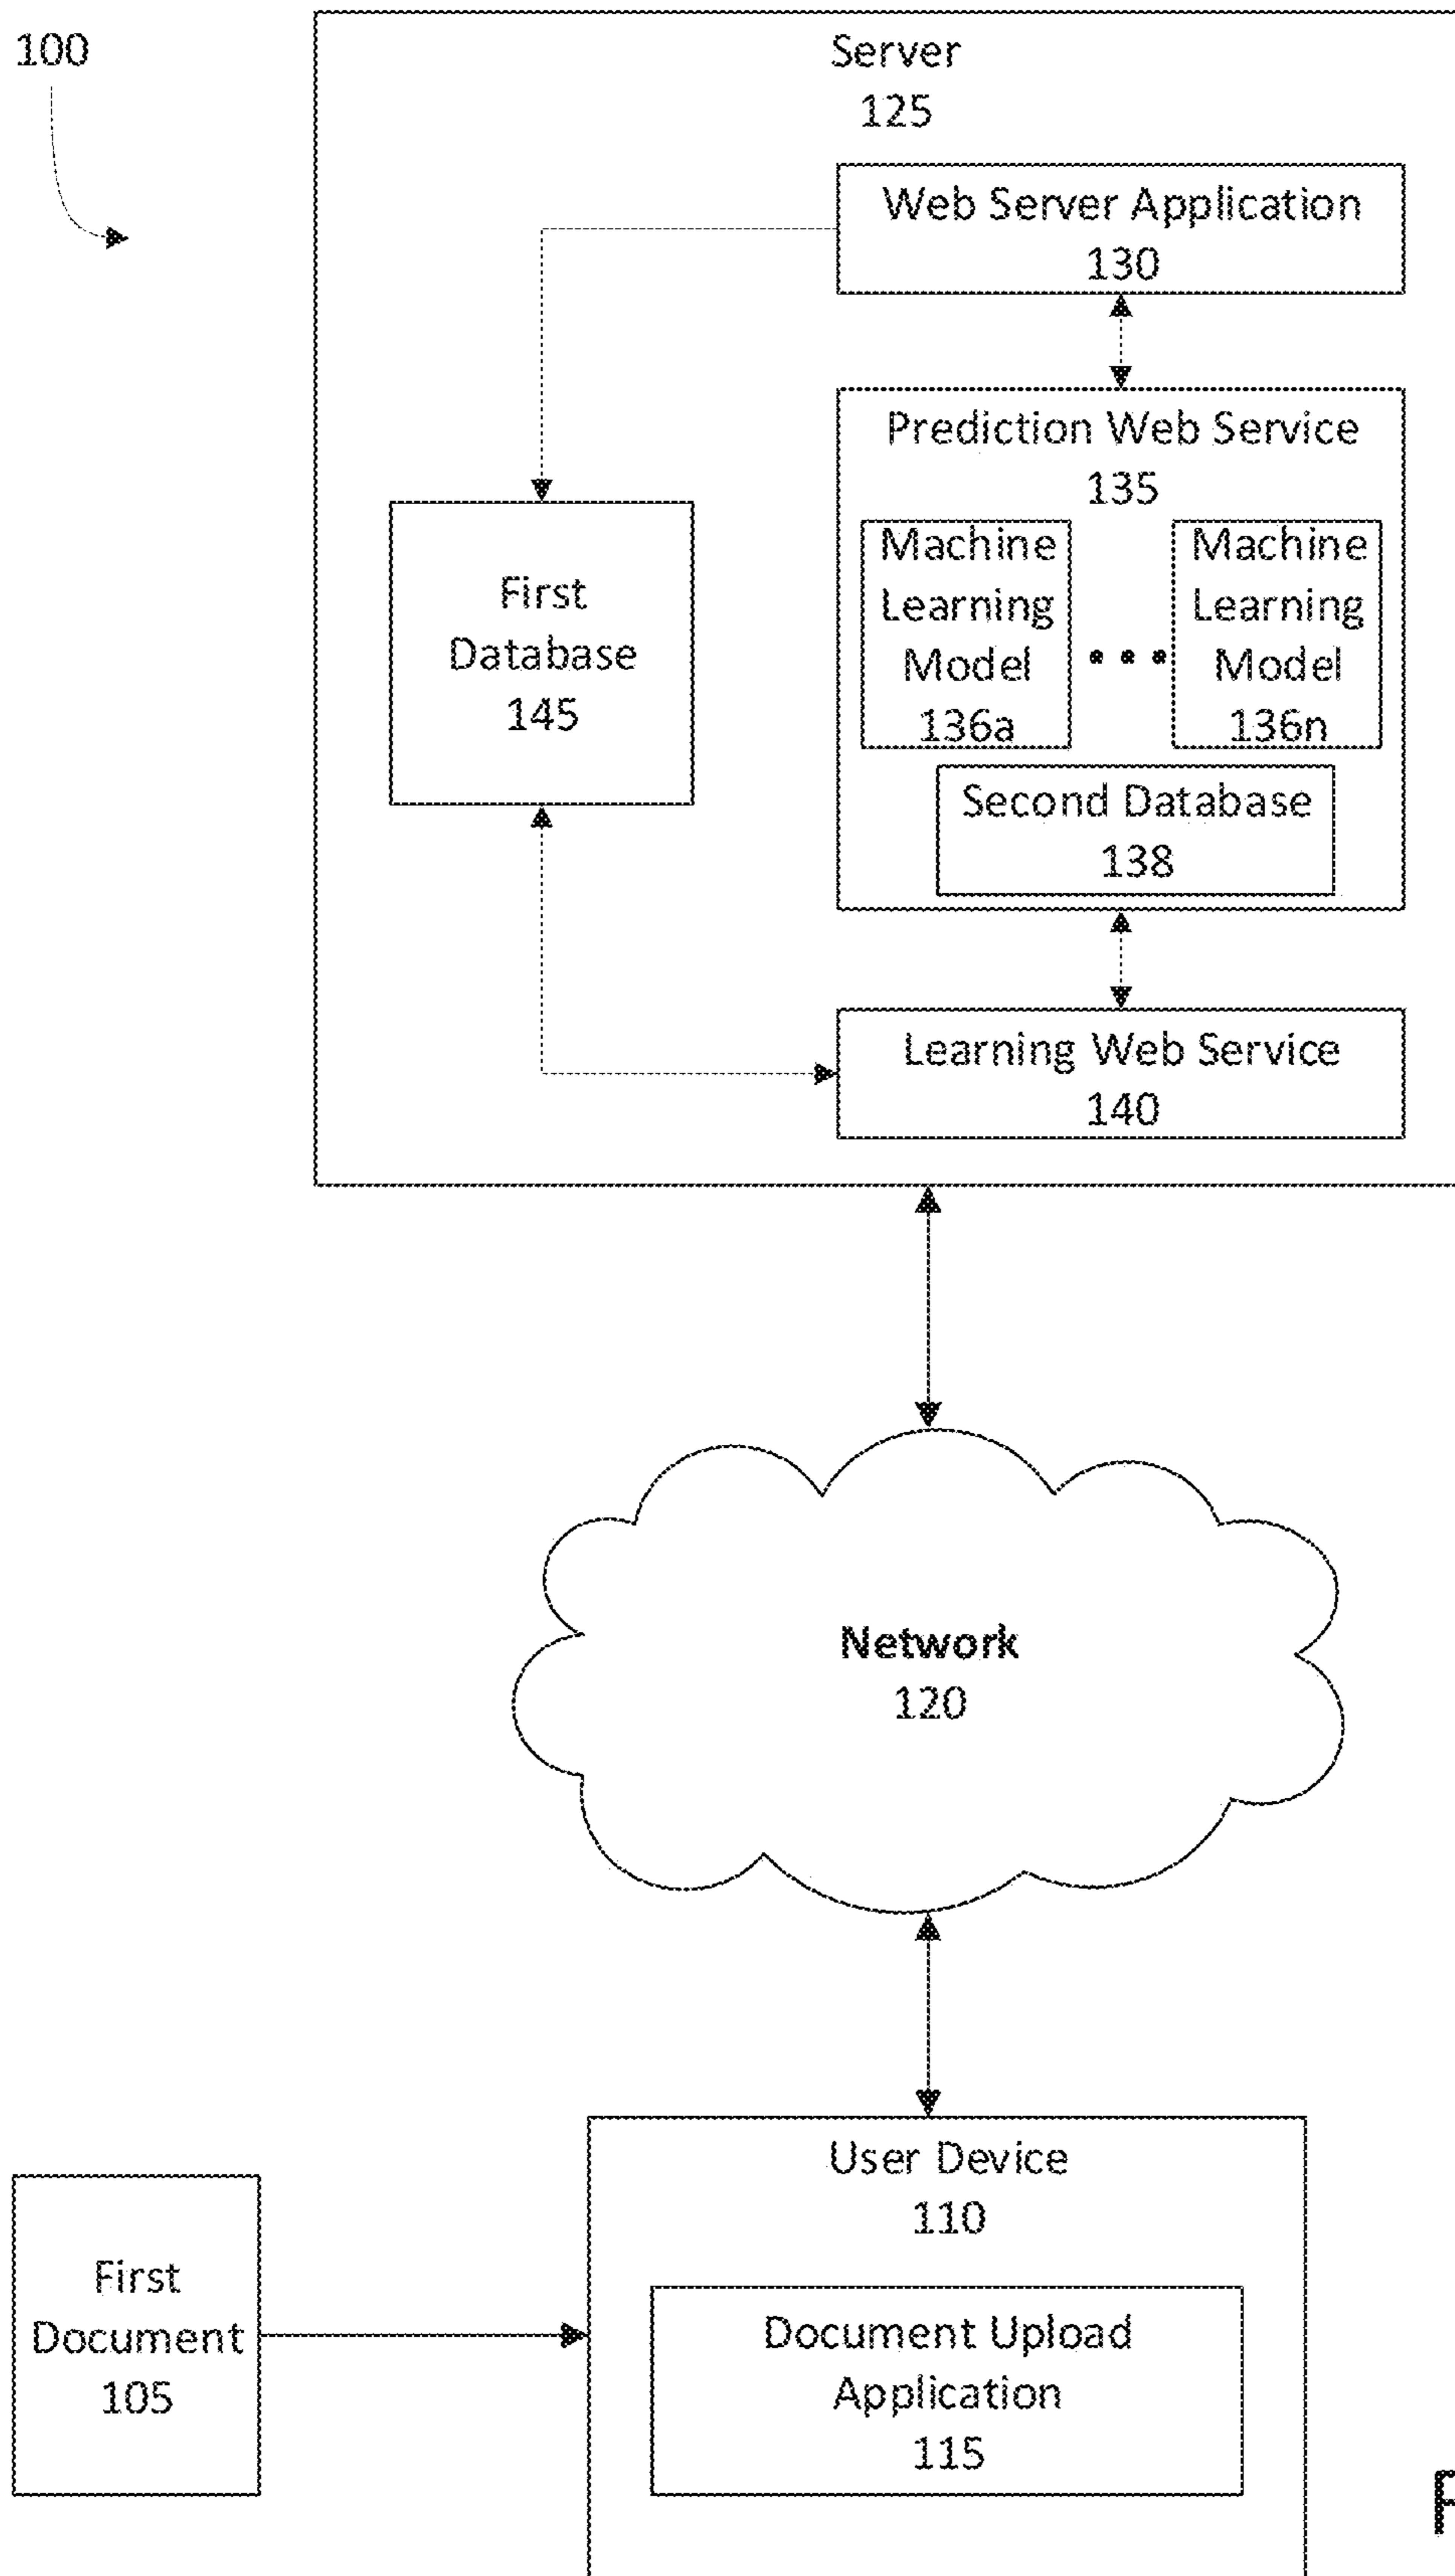 100
Server
125
Web Server Application
130
Prediction Web Service
135
Machine
Learning
Model
136a
• • •
Machine
Learning
Model
136n
Second Database
138
First
Database
145
Learning Web Service
140
Network
120
User Device
110
Document Upload
Application
115
First
Document
105
F